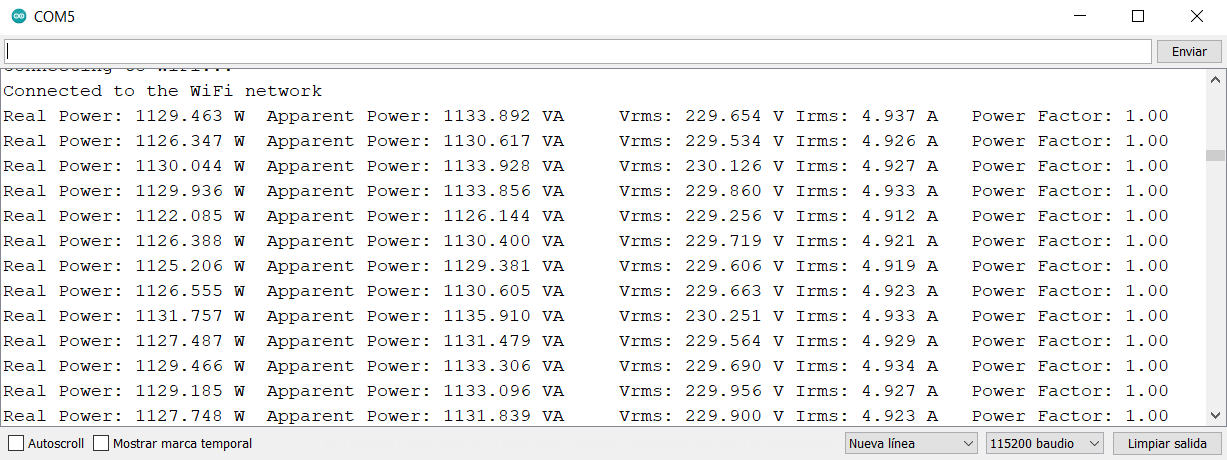 COM5
Enviar
Connecting to WiFi...
Connected to the WiFi network
Real Power: 1129.463 W  Apparent Power: 1133.892 VA     Vrms: 229.654 V Irms: 4.937 A   Power Factor: 1.00
Real Power: 1126.347 W  Apparent Power: 1130.617 VA     Vrms: 229.534 V Irms: 4.926 A   Power Factor: 1.00
Real Power: 1130.044 W  Apparent Power: 1133.928 VA     Vrms: 230.126 V Irms: 4.927 A   Power Factor: 1.00
Real Power: 1129.936 W  Apparent Power: 1133.856 VA     Vrms: 229.860 V Irms: 4.933 A   Power Factor: 1.00
Real Power: 1122.085 W  Apparent Power: 1126.144 VA     Vrms: 229.256 V Irms: 4.912 A   Power Factor: 1.00
Real Power: 1126.388 W  Apparent Power: 1130.400 VA     Vrms: 229.719 V Irms: 4.921 A   Power Factor: 1.00
Real Power: 1125.206 W  Apparent Power: 1129.381 VA     Vrms: 229.606 V Irms: 4.919 A   Power Factor: 1.00
Real Power: 1126.555 W  Apparent Power: 1130.605 VA     Vrms: 229.663 V Irms: 4.923 A   Power Factor: 1.00
Real Power: 1131.757 W  Apparent Power: 1135.910 VA     Vrms: 230.251 V Irms: 4.933 A   Power Factor: 1.00
Real Power: 1127.487 W  Apparent Power: 1131.479 VA     Vrms: 229.564 V Irms: 4.929 A   Power Factor: 1.00
Real Power: 1129.466 W  Apparent Power: 1133.306 VA     Vrms: 229.690 V Irms: 4.934 A   Power Factor: 1.00
Real Power: 1129.185 W  Apparent Power: 1133.096 VA     Vrms: 229.956 V Irms: 4.927 A   Power Factor: 1.00
Real Power: 1127.748 W  Apparent Power: 1131.839 VA     Vrms: 229.900 V Irms: 4.923 A   Power Factor: 1.00
Autoscroll Mostrar marca temporal Nueva línea 115200 baudio Limpiar salida